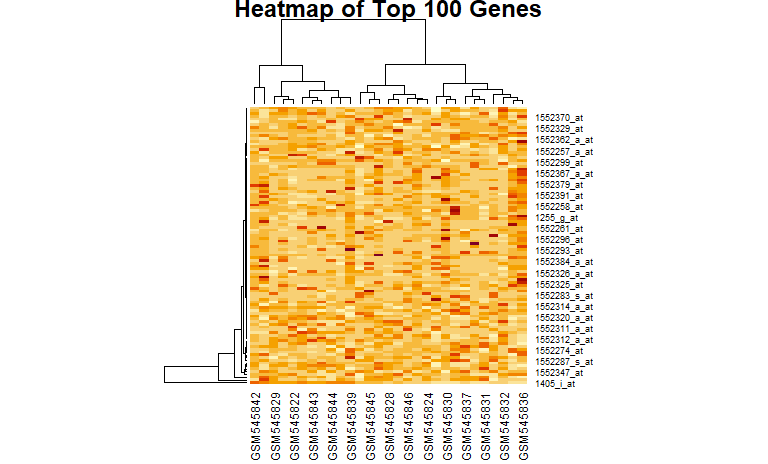 Heatmap of Top 100 Genes
1552370_at
1552329_at
1552362_a_at
1552257_a_at
1552299_at
1552367_a_at
1552379_at
1552391_at
1552258_at
1255_g_at
1552261_at
1552296_at
1552293_at
1552384_a_at
1552326_a_at
1552325_at
1552283_s_at
1552314_a_at
1552320_a_at
1552311_a_at
1552312_a_at
1552274_at
1552287_s_at
1552347_at
1405_i_at
GSM545842
GSM545829
GSM545822
GSM545843
GSM545844
GSM545839
GSM545845
GSM545828
GSM545846
GSM545824
GSM545830
GSM545837
GSM545831
GSM545832
GSM545836